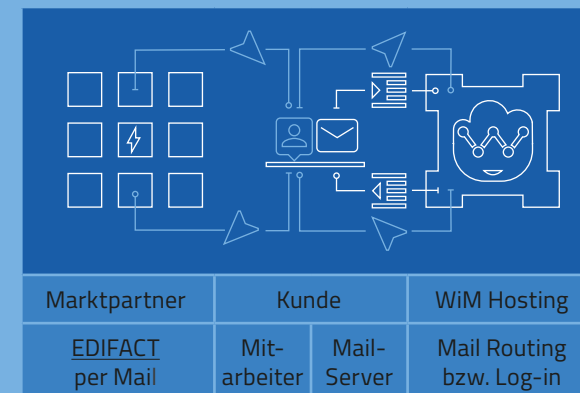 Marktpartner Kunde WiM Hosting
EDIFACT Mit- Mail- Mail Routing
per Mail arbeiter Server bzw. Log-in